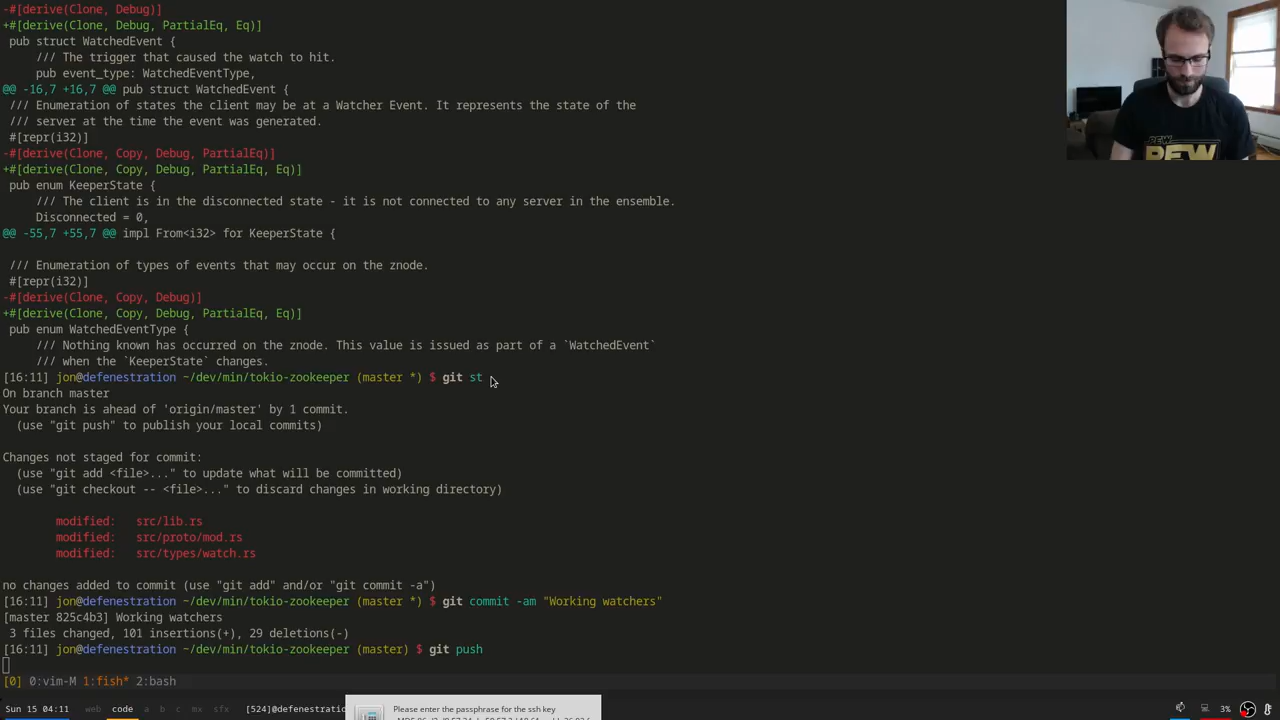 -#[derive(Clone, Debug)]
+#[derive(Clone, Debug, PartialEq, Eq)]
 pub struct WatchedEvent {
     /// The trigger that caused the watch to hit.
     pub event_type: WatchedEventType,
@@ -16,7 +16,7 @@ pub struct WatchedEvent {
 /// Enumeration of states the client may be at a Watcher Event. It represents the state of the
 /// server at the time the event was generated.
 #[repr(i32)]
-#[derive(Clone, Copy, Debug, PartialEq)]
+#[derive(Clone, Copy, Debug, PartialEq, Eq)]
 pub enum KeeperState {
     /// The client is in the disconnected state - it is not connected to any server in the ensemble.
     Disconnected = 0,
@@ -55,7 +55,7 @@ impl From<i32> for KeeperState {
 /// Enumeration of types of events that may occur on the znode.
 #[repr(i32)]
-#[derive(Clone, Copy, Debug)]
+#[derive(Clone, Copy, Debug, PartialEq, Eq)]
 pub enum WatchedEventType {
     /// Nothing known has occurred on the znode. This value is issued as part of a `WatchedEvent`
     /// when the `KeeperState` changes.
[16:11] jon@defenestration ~/dev/min/tokio-zookeeper (master *) $ git st
On branch master
Your branch is ahead of 'origin/master' by 1 commit.
  (use "git push" to publish your local commits)
Changes not staged for commit:
  (use "git add <file>..." to update what will be committed)
  (use "git checkout -- <file>..." to discard changes in working directory)
        modified:   src/lib.rs
        modified:   src/proto/mod.rs
        modified:   src/types/watch.rs
no changes added to commit (use "git add" and/or "git commit -a")
[16:11] jon@defenestration ~/dev/min/tokio-zookeeper (master *) $ git commit -am "Working watchers"
[master 825c4b3] Working watchers
 3 files changed, 101 insertions(+), 29 deletions(-)
[16:11] jon@defenestration ~/dev/min/tokio-zookeeper (master) $ git push
[0] 0:vim-M 1:fish* 2:bash
Please enter the passphrase for the ssh key
Sun 15 04:11 web code a b c mx sfx [524]@defenestratio 3%
PEW
PEW